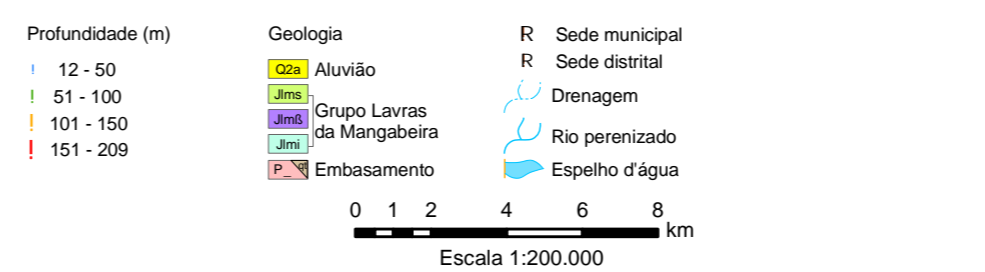 Profundidade (m)
! 12 - 50
! 51 - 100
! 101 - 150
! 151 - 209
Geologia
Q2a Aluvião
Jlms
Jlmß
Jlmi
Grupo Lavras
da Mangabeira
P_ qt Embasamento
R Sede municipal
R Sede distrital
Drenagem
Rio perenizado
Espelho d'água
0 1 2 4 6 8 km
Escala 1:200.000